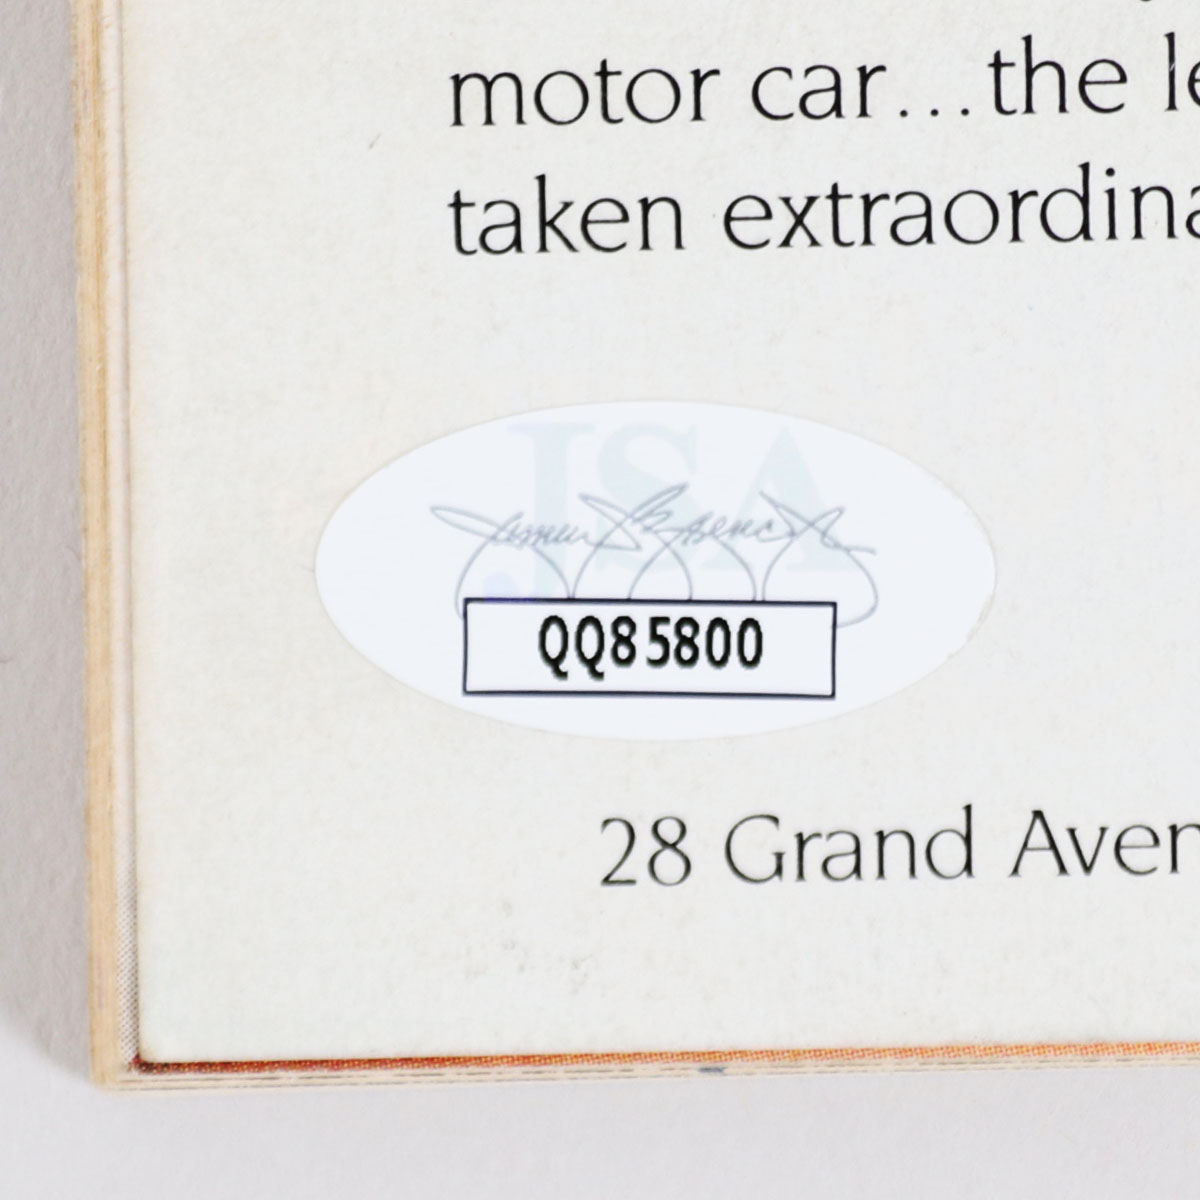 motor car...the le
taken extraordina
JSA
QQ85800
28 Grand Aven